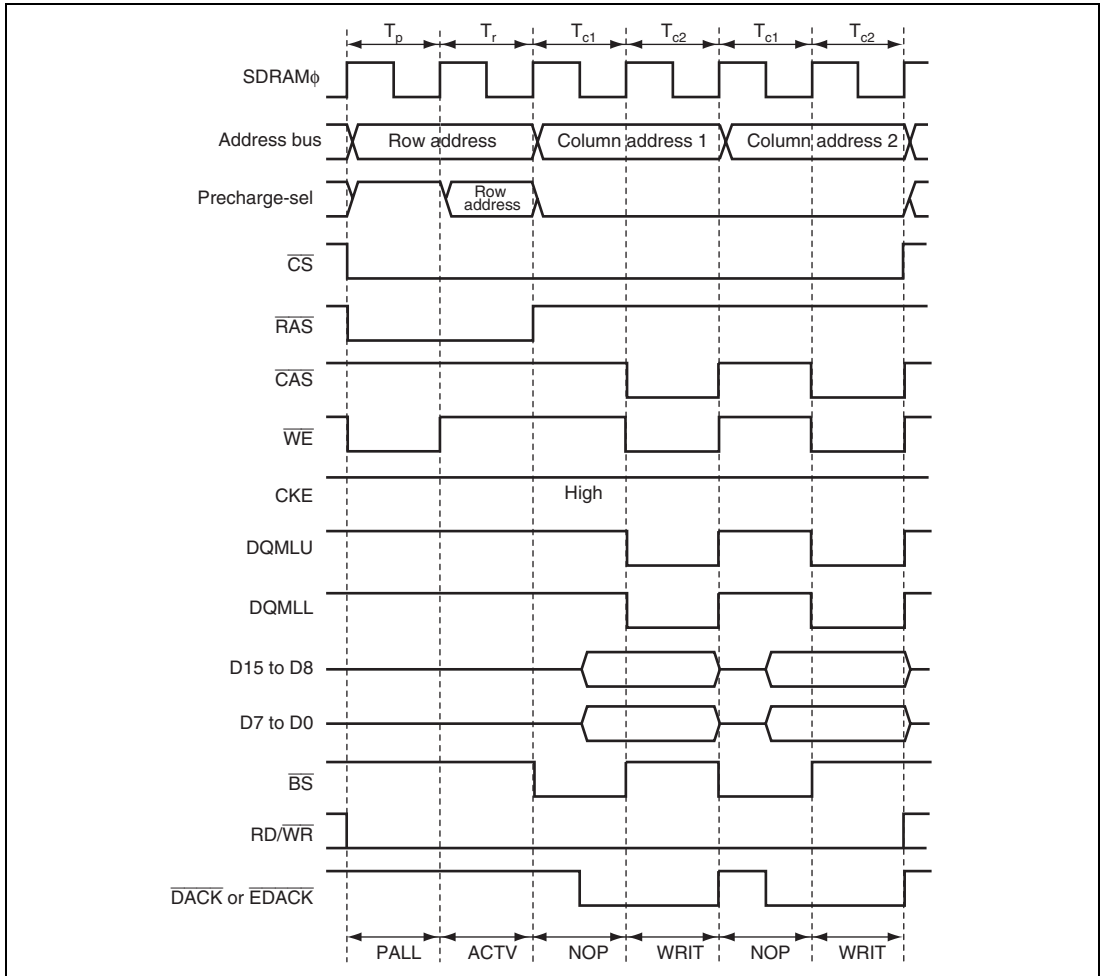 Tp Tr Tc1 Tc2 Tc1 Tc2
SDRAMϕ
Address bus Row address Column address 1 Column address 2
Precharge-sel Row
address
CS
RAS
CAS
WE
CKE High
DQMLU
DQMLL
D15 to D8
D7 to D0
BS
RD/WR
DACK or EDACK
PALL ACTV NOP WRIT NOP WRIT